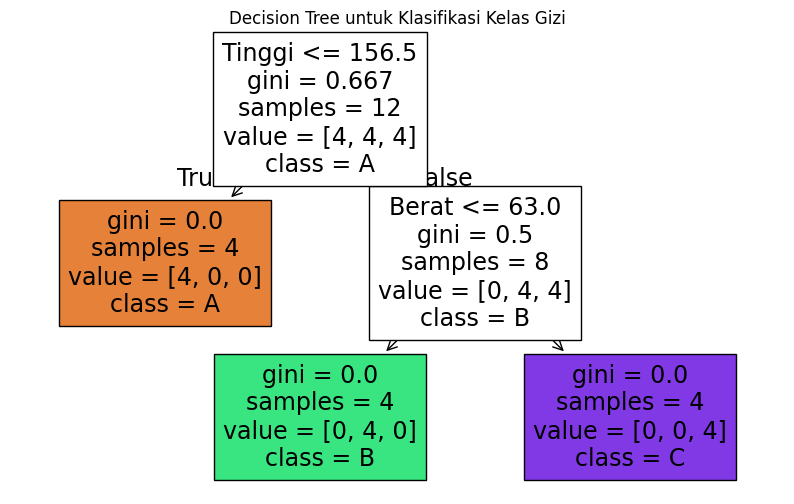 Decision Tree untuk Klasifikasi Kelas Gizi
Tinggi <= 156.5
gini = 0.667
samples = 12
value = [4, 4, 4]
class = A
gini = 0.0
samples = 4
value = [4, 0, 0]
class = A
Berat <= 63.0
gini = 0.5
samples = 8
value = [0, 4, 4]
class = B
gini = 0.0
samples = 4
value = [0, 4, 0]
class = B
gini = 0.0
samples = 4
value = [0, 0, 4]
class = C